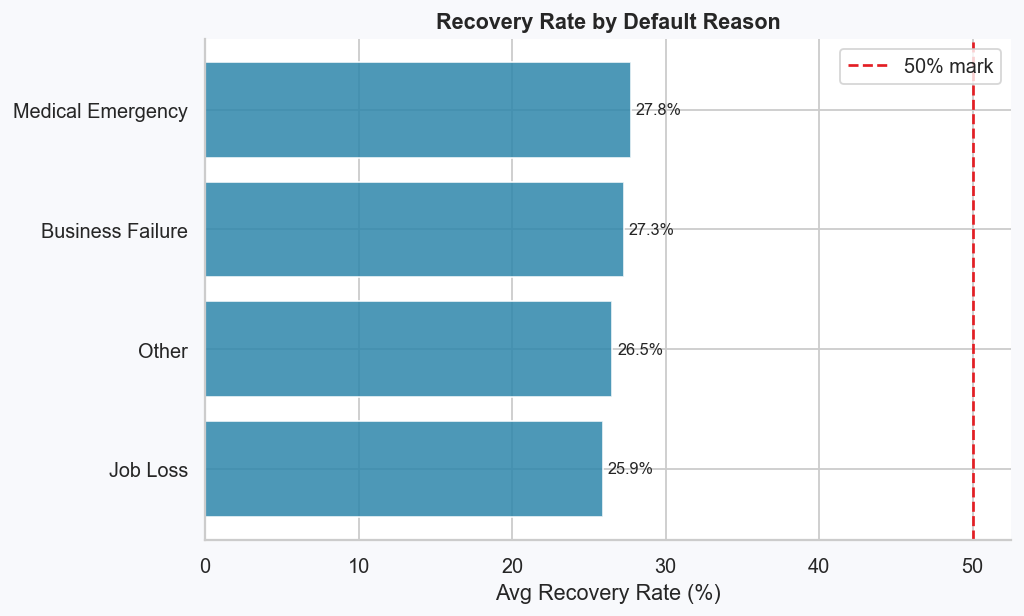 Recovery Rate by Default Reason
50% mark
Medical Emergency
27.8%
Business Failure
27.3%
Other
26.5%
Job Loss
25.9%
0 10 20 30 40 50
Avg Recovery Rate (%)